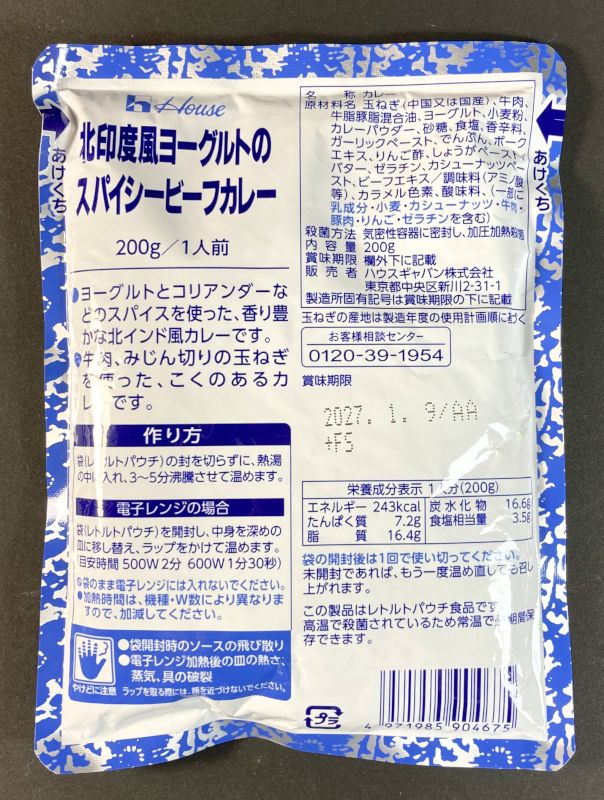 House
北印度風ヨーグルトの
スパイシービーフカレー
200g/1人前
●ヨーグルトとコリアンダーな
どのスパイスを使った、香り豊
かな北インド風カレーです。
●牛肉、みじん切りの玉ねぎ
を使った、こくのあるカ
レーです。
作り方
袋(レトルトパウチ)の封を切らずに、熱湯
の中に入れ、3〜5分沸騰させて温めます。
電子レンジの場合
袋(レトルトパウチ)を開封し、中身を深めの
皿に移し替え、ラップをかけて温めます。
(目安時間 500W 2分 600W 1分30秒)
●袋のまま電子レンジには入れないでください。
●加熱時間は、機種・W数により異なりま
すので、加減してください。
●袋開封時のソースの飛び散り
●電子レンジ加熱後の皿の熱さ、
蒸気、具の破裂
やけどに注意 ラップを取る際には、顔を近づけないでください。
あけくち
名称 カレー
原材料名 玉ねぎ(中国又は国産)、牛肉、
牛脂豚脂混合油、ヨーグルト、小麦粉、
カレーパウダー、砂糖、食塩、香辛料、
ガーリックペースト、でんぷん、ポーク
エキス、りんご酢、しょうがペースト、
バター、ゼラチン、カシューナッツペー
スト、ビーフエキス/調味料(アミノ酸
等)、カラメル色素、酸味料、(一部に
乳成分・小麦・カシューナッツ・牛肉・
豚肉・りんご・ゼラチンを含む)
殺菌方法 気密性容器に密封し、加圧加熱殺菌
内容量 200g
賞味期限 欄外下に記載
販売者 ハウスギャバン株式会社
東京都中央区新川2-31-1
製造所固有記号は賞味期限の下に記載
玉ねぎの産地は製造年度の使用計画順に
お客様相談センター
0120-39-1954
賞味期限
2027. 1. 9/AA
+F5
栄養成分表示 1人分(200g)
エネルギー 243kcal 炭水化物 16.6g
たんぱく質 7.2g 食塩相当量 3.5g
脂質 16.4g
袋の開封後は1回で使い切ってください。
未開封であれば、もう一度温め直しても召し
上がれます。
この製品はレトルトパウチ食品です。
高温で殺菌されているため常温で長期間保
存できます。
プラ
4 971985 904675
あけくち